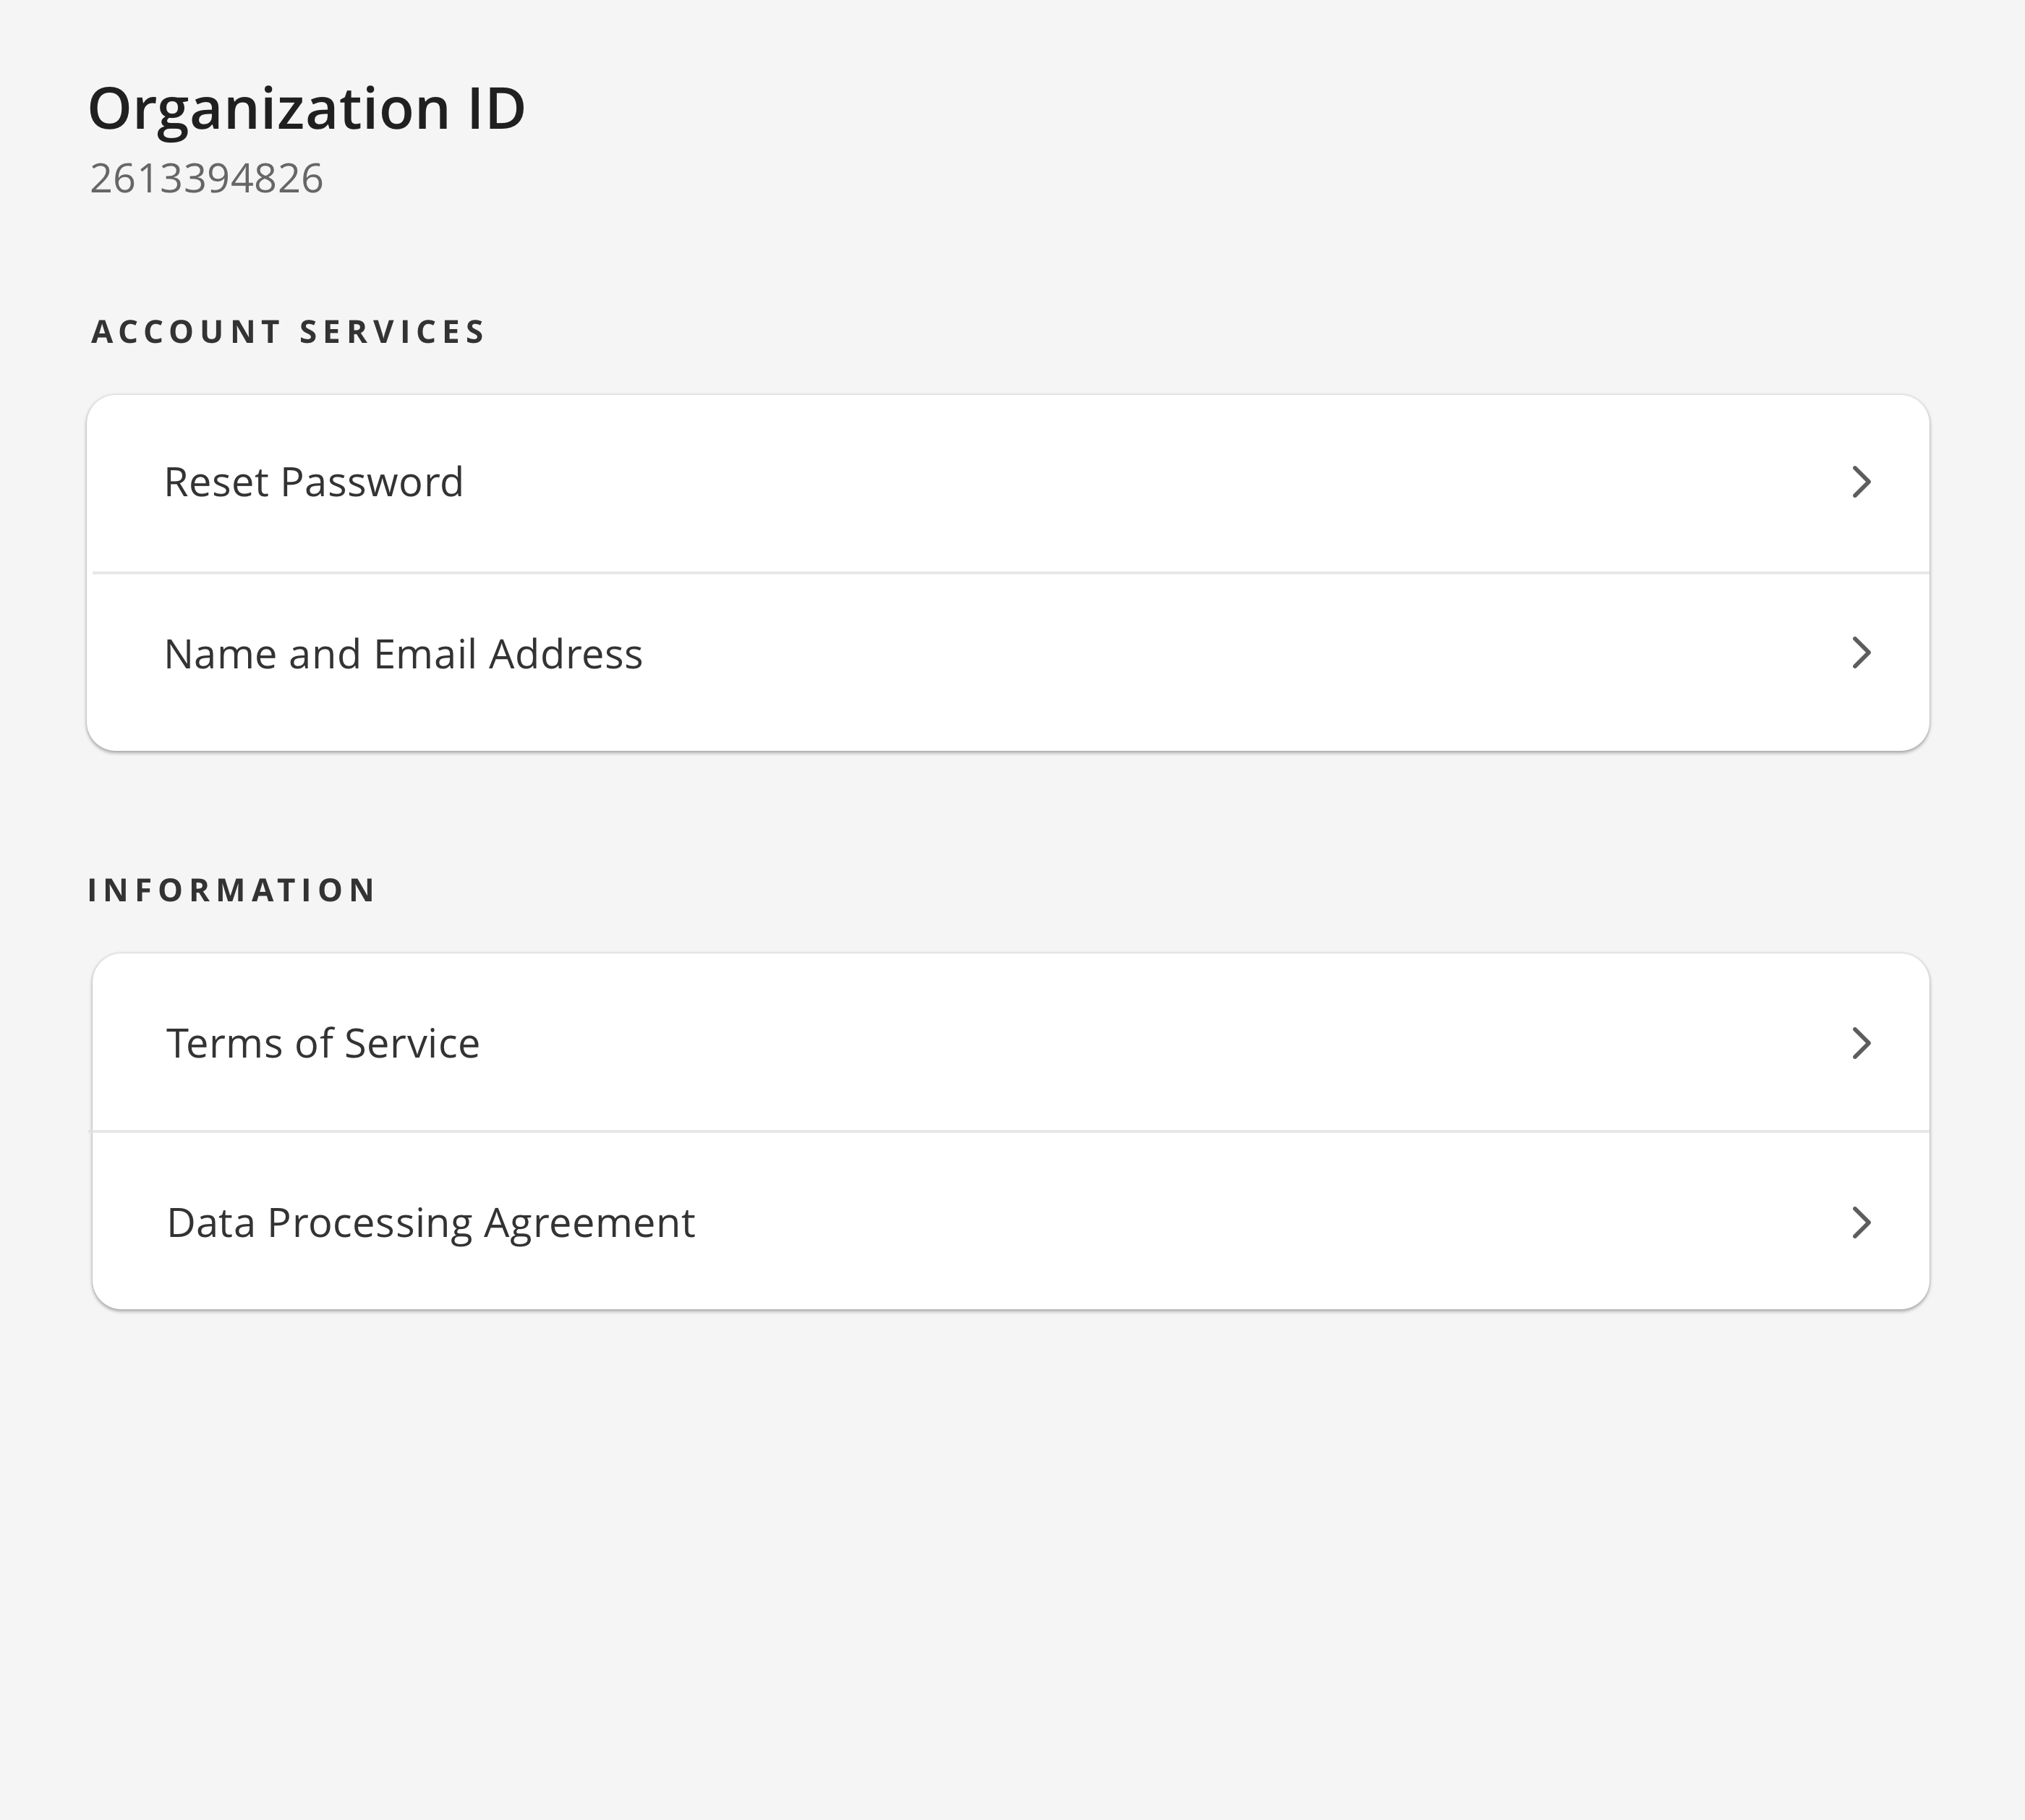 Organization ID
2613394826
ACCOUNT SERVICES
Reset Password
Name and Email Address
INFORMATION
Terms of Service
Data Processing Agreement